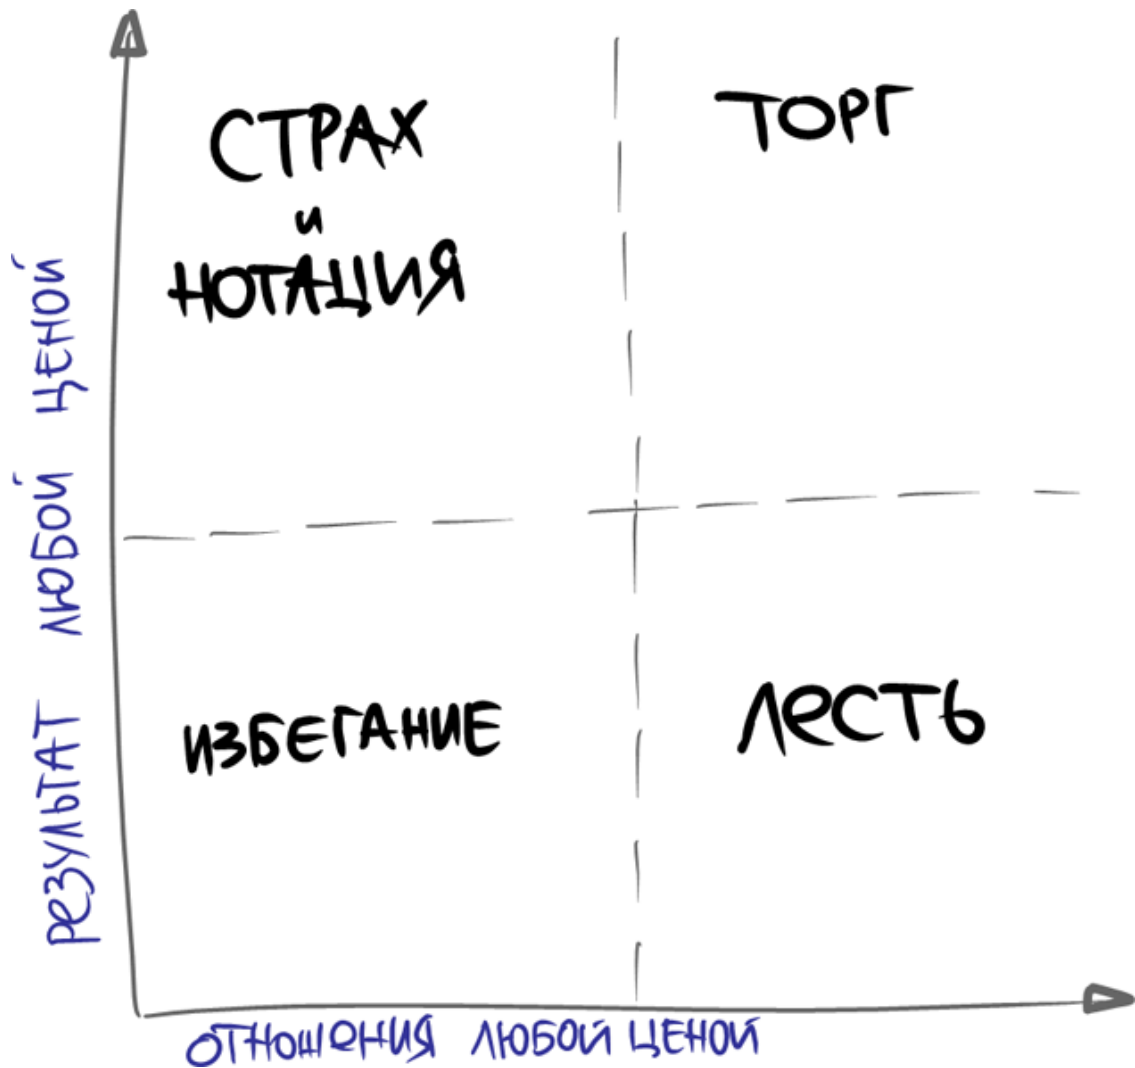 СТРАХ
и
НОТАЦИЯ
ТОРГ
РЕЗУЛЬТАТ ЛЮБОЙ ЦЕНОЙ
ИЗБЕГАНИЕ
ЛЕСТЬ
ОТНОШЕНИЯ ЛЮБОЙ ЦЕНОЙ